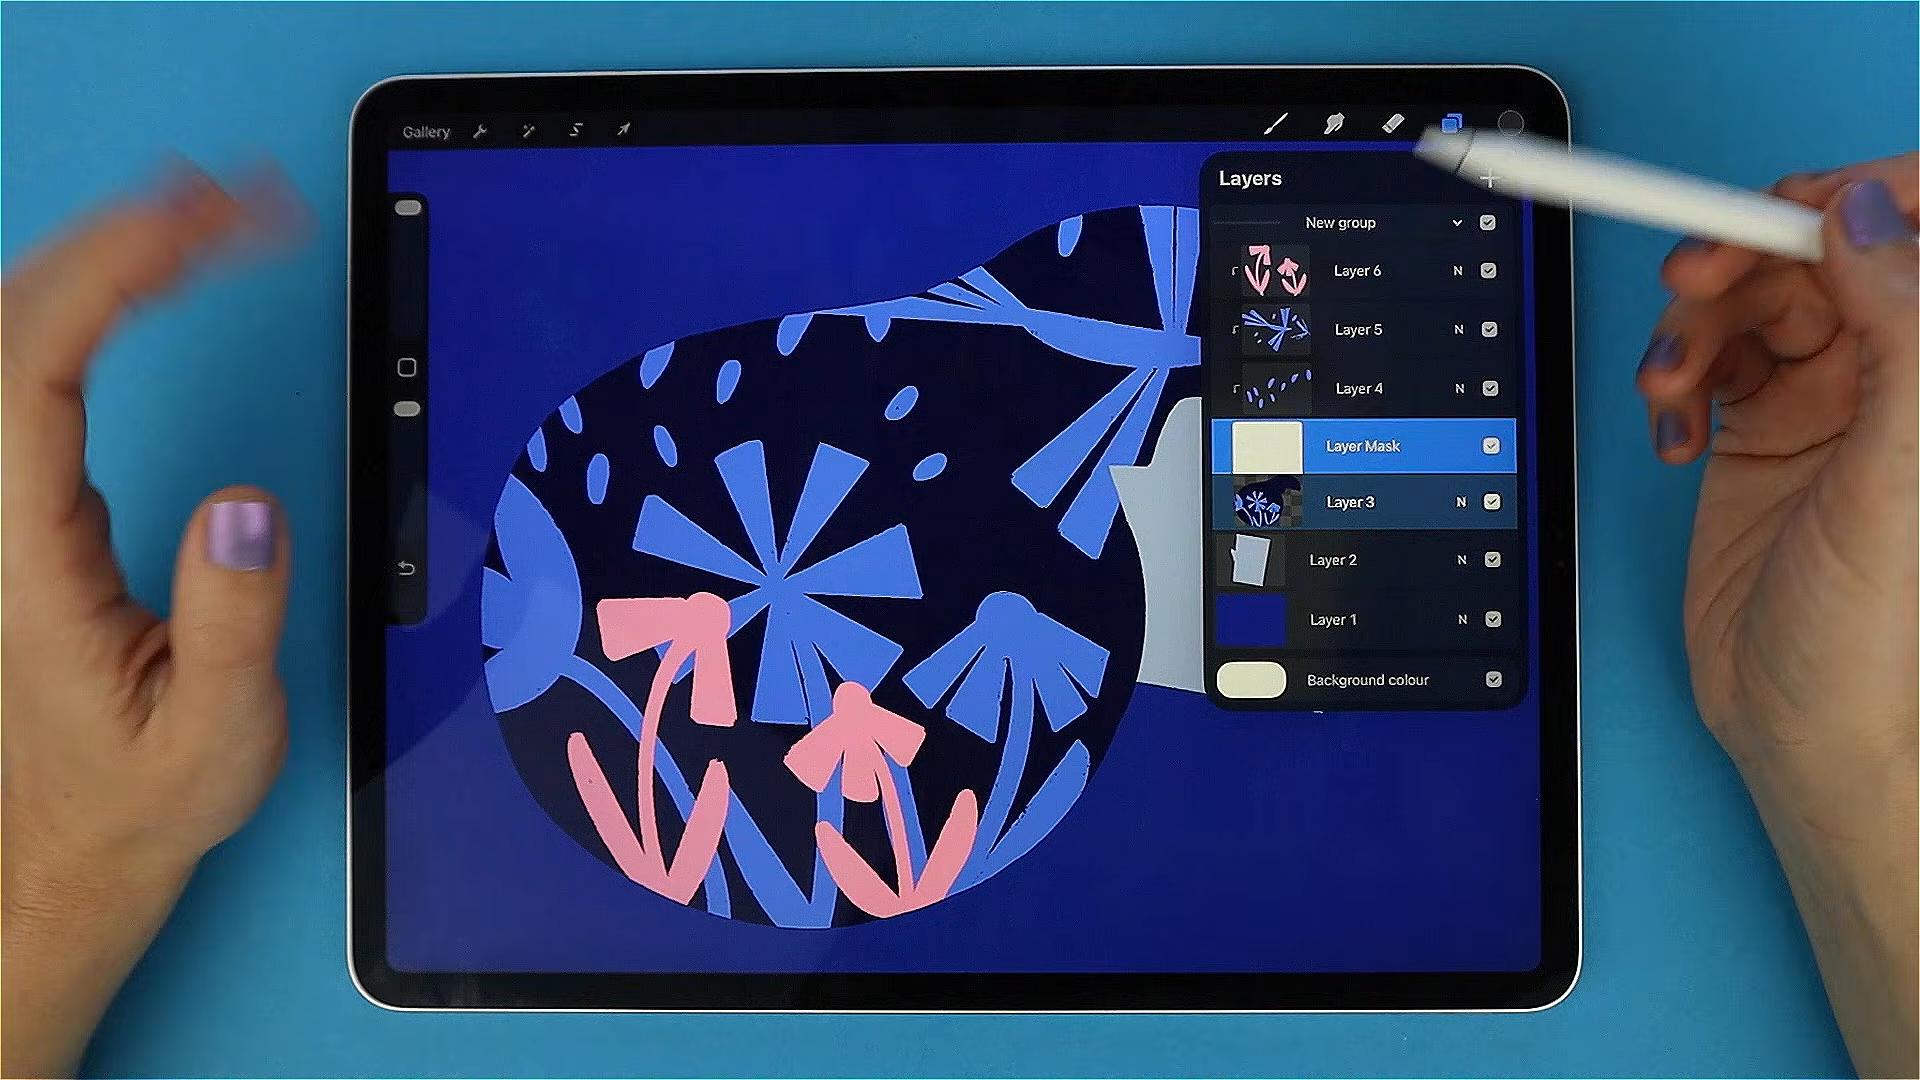 Gallery
Layers
New group
Layer 6 N
Layer 5 N
Layer 4 N
Layer Mask
Layer 3 N
Layer 2 N
Layer 1 N
Background colour